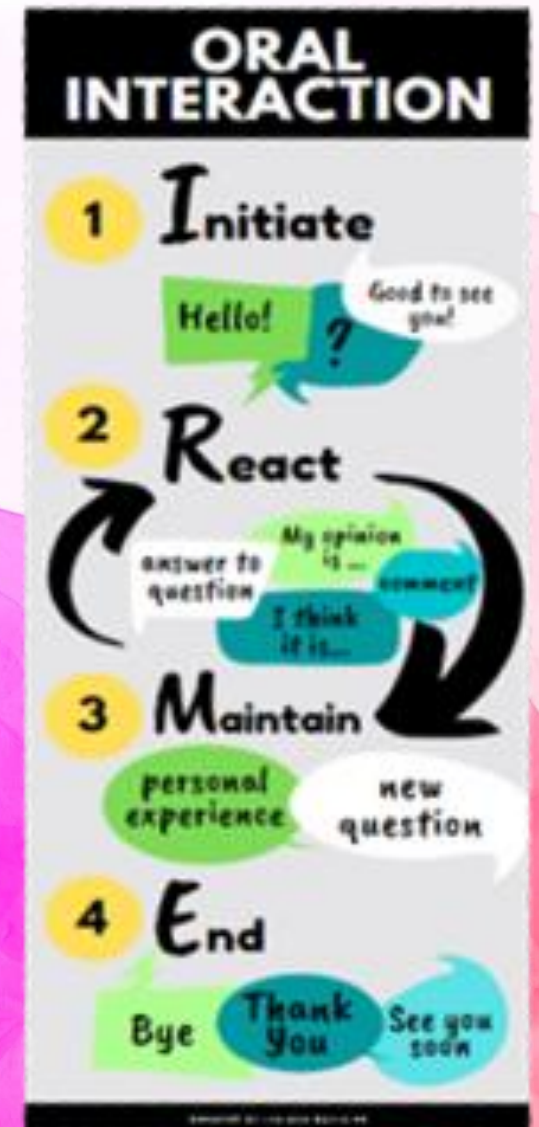 ORAL
INTERACTION
1 Initiate
Hello!
?
Good to see
you!
2 React
My opinion
is ...
answer to
question
comment
I think
it is...
3 Maintain
personal
experience
new
question
4 End
Bye
Thank
You
See you
soon